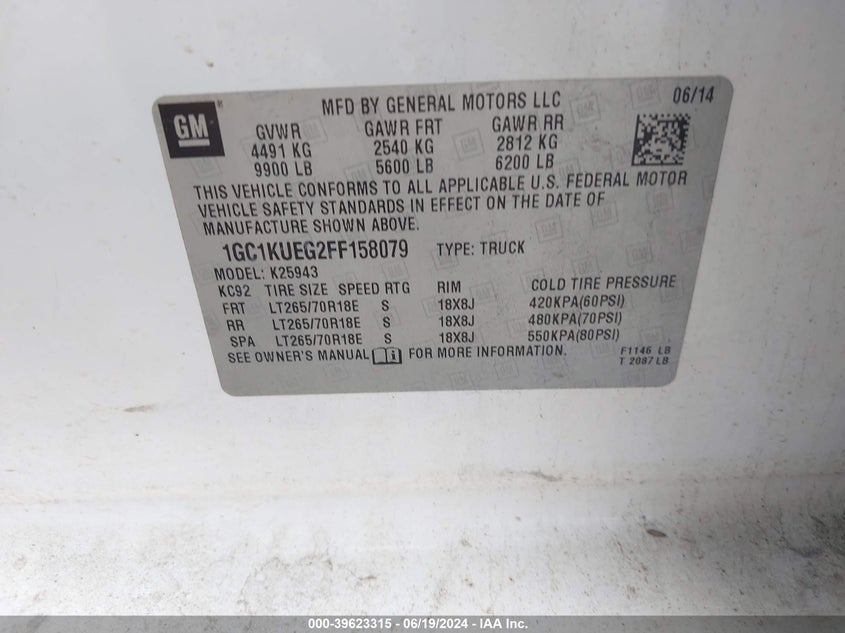 MFD BY GENERAL MOTORS LLC 06/14
GM
GVWR GAWR FRT GAWR RR
4491 KG 2540 KG 2812 KG
9900 LB 5600 LB 6200 LB
THIS VEHICLE CONFORMS TO ALL APPLICABLE U.S. FEDERAL MOTOR
VEHICLE SAFETY STANDARDS IN EFFECT ON THE DATE OF
MANUFACTURE SHOWN ABOVE.
1GC1KUEG2FF158079 TYPE: TRUCK
MODEL: K25943
KC92 TIRE SIZE SPEED RTG RIM COLD TIRE PRESSURE
FRT LT265/70R18E S 18X8J 420KPA(60PSI)
RR LT265/70R18E S 18X8J 480KPA(70PSI)
SPA LT265/70R18E S 18X8J 550KPA(80PSI)
SEE OWNER'S MANUAL FOR MORE INFORMATION.
F1146 LB
T 2087LB
000-39623315 - 06/19/2024 - IAA Inc.